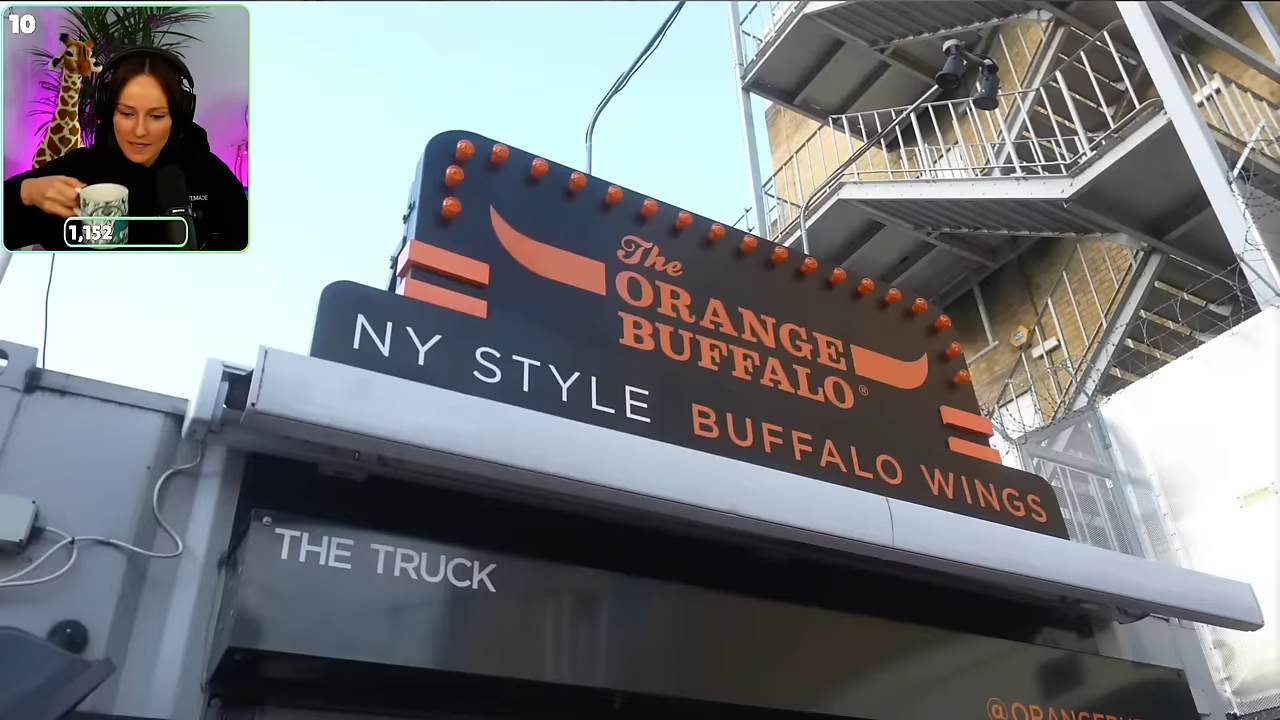 10
1,152
The
ORANGE
BUFFALO®
NY STYLE BUFFALO WINGS
THE TRUCK